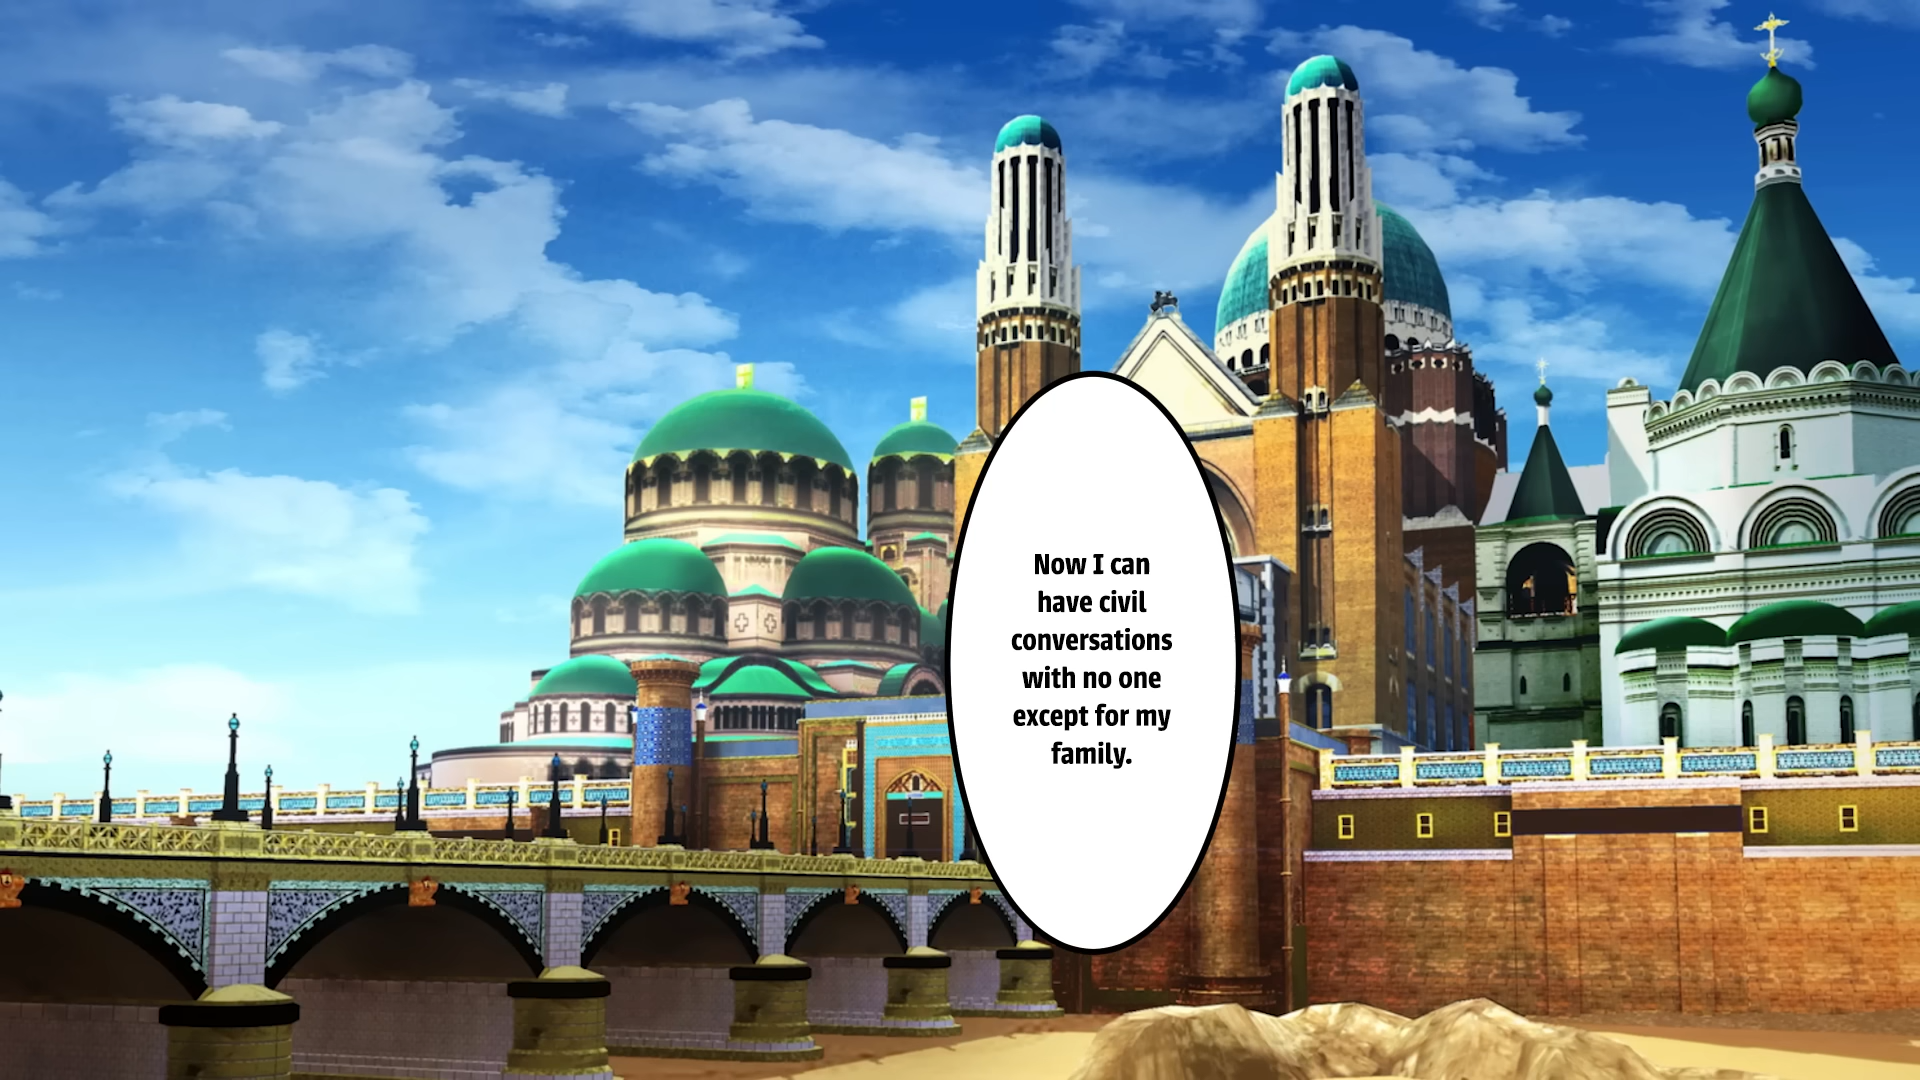 Now I can
have civil
conversations
with no one
except for my
family.